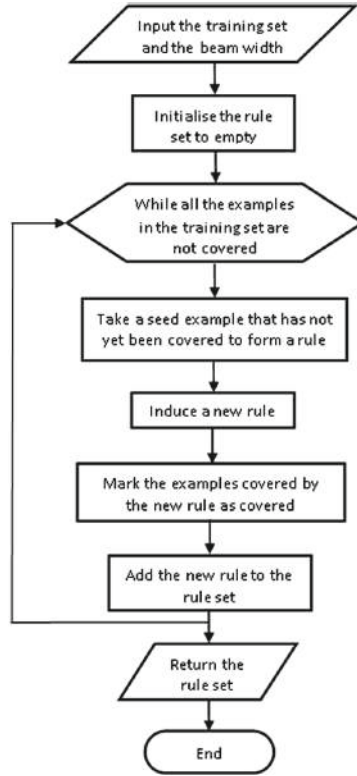 Input the training set
and the beam width
Initialise the rule
set to empty
While all the examples
in the training set are
not covered
Take a seed example that has not
yet been covered to form a rule
Induce a new rule
Mark the examples covered by
the new rule as covered
Add the new rule to the
rule set
Return the
rule set
End